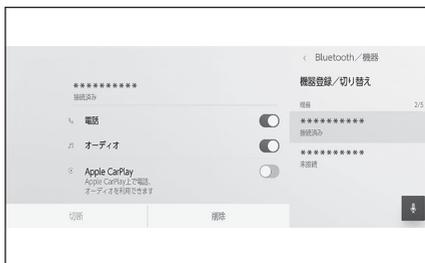 **********
接続済み
電話
オーディオ
Apple CarPlay
Apple CarPlay上で電話、
オーディオを利用できます
切断
削除
Bluetooth／機器
機器登録／切り替え
機器 2/5
**********
接続済み
**********
未接続